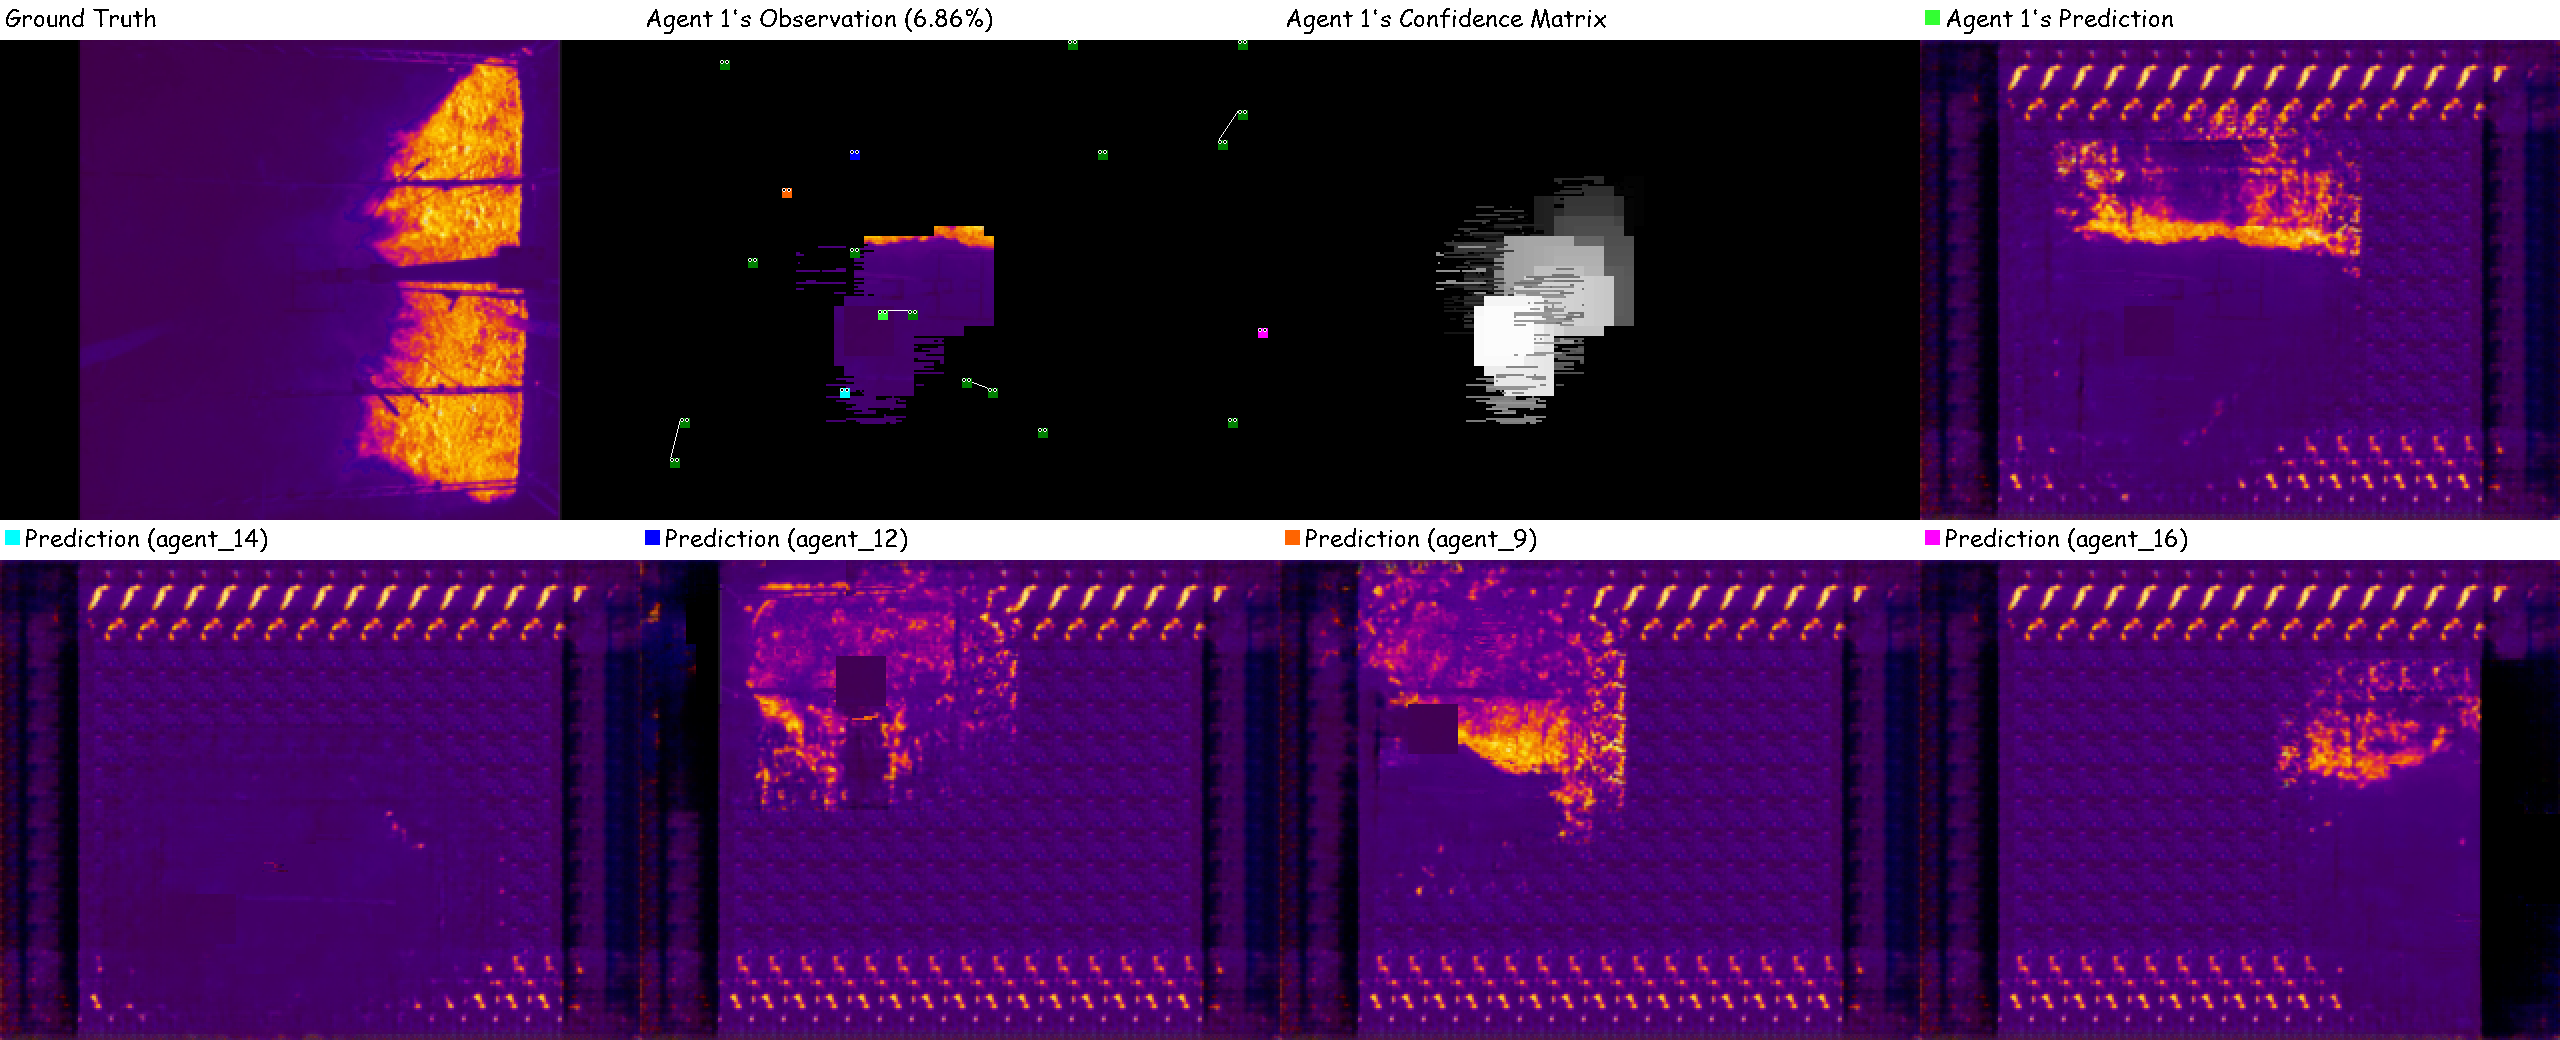 Ground Truth
Agent 1's Observation (6.86%)
Agent 1's Confidence Matrix
Agent 1's Prediction
Prediction (agent_14)
Prediction (agent_12)
Prediction (agent_9)
Prediction (agent_16)